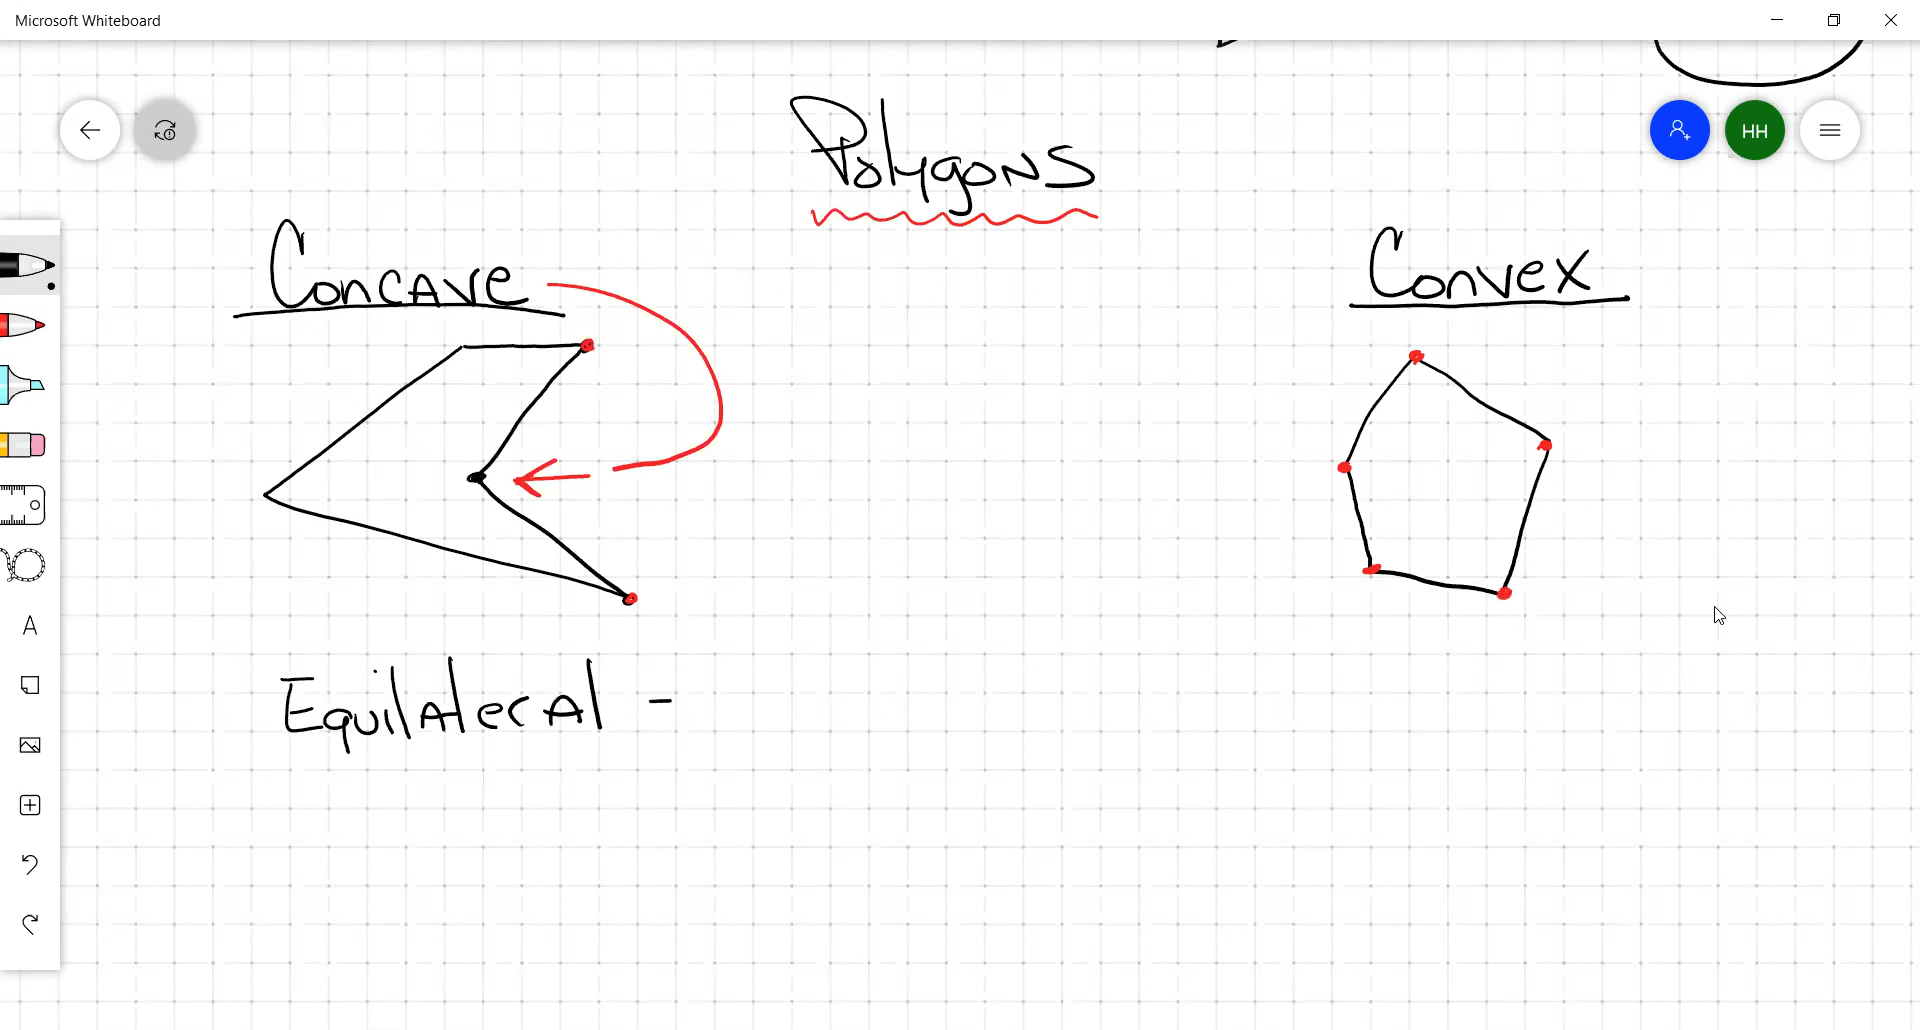 Microsoft Whiteboard
Polygons
HH
Concave
Convex
Equilateral -